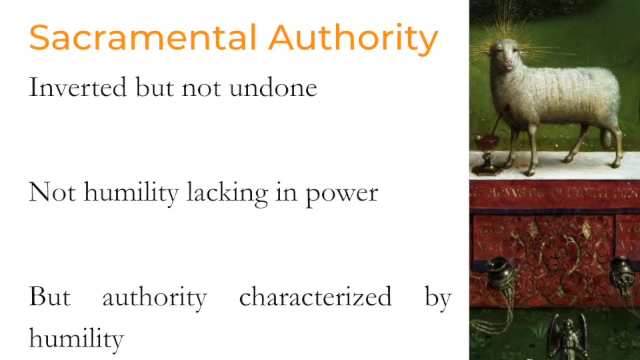 Sacramental Authority
Inverted but not undone
Not humility lacking in power
But authority characterized by
humility